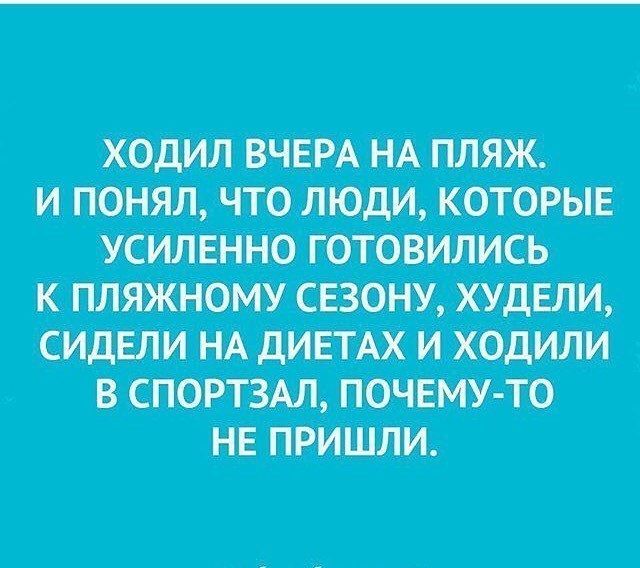 ХОДИЛ ВЧЕРА НА ПЛЯЖ.
И ПОНЯЛ, ЧТО ЛЮДИ, КОТОРЫЕ
УСИЛЕННО ГОТОВИЛИСЬ
К ПЛЯЖНОМУ СЕЗОНУ, ХУДЕЛИ,
СИДЕЛИ НА ДИЕТАХ И ХОДИЛИ
В СПОРТЗАЛ, ПОЧЕМУ-ТО
НЕ ПРИШЛИ.